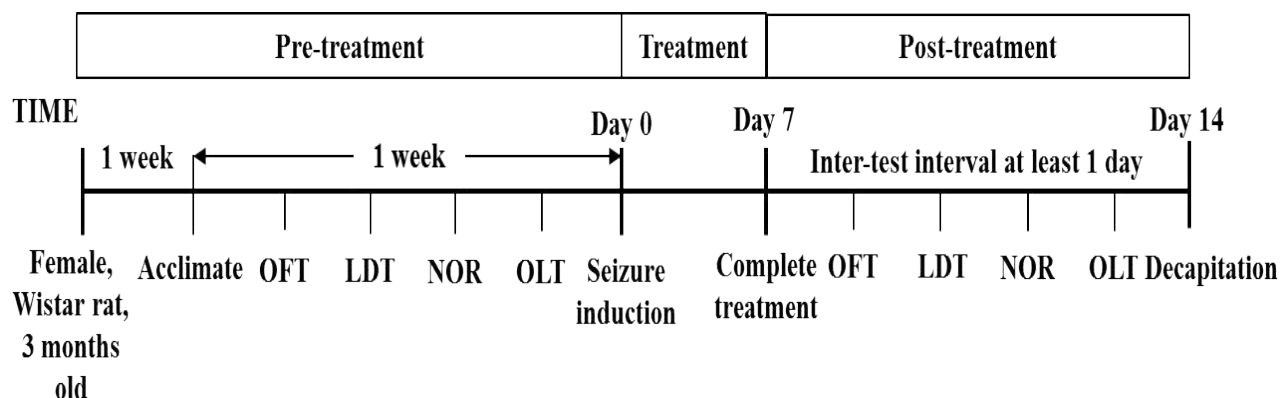 Pre-treatment Treatment Post-treatment
TIME
Day 0 Day 7 Day 14
1 week 1 week Inter-test interval at least 1 day
Female,
Wistar rat,
3 months
old
Acclimate OFT LDT NOR OLT
Seizure
induction
Complete
treatment
OFT LDT NOR OLT Decapitation